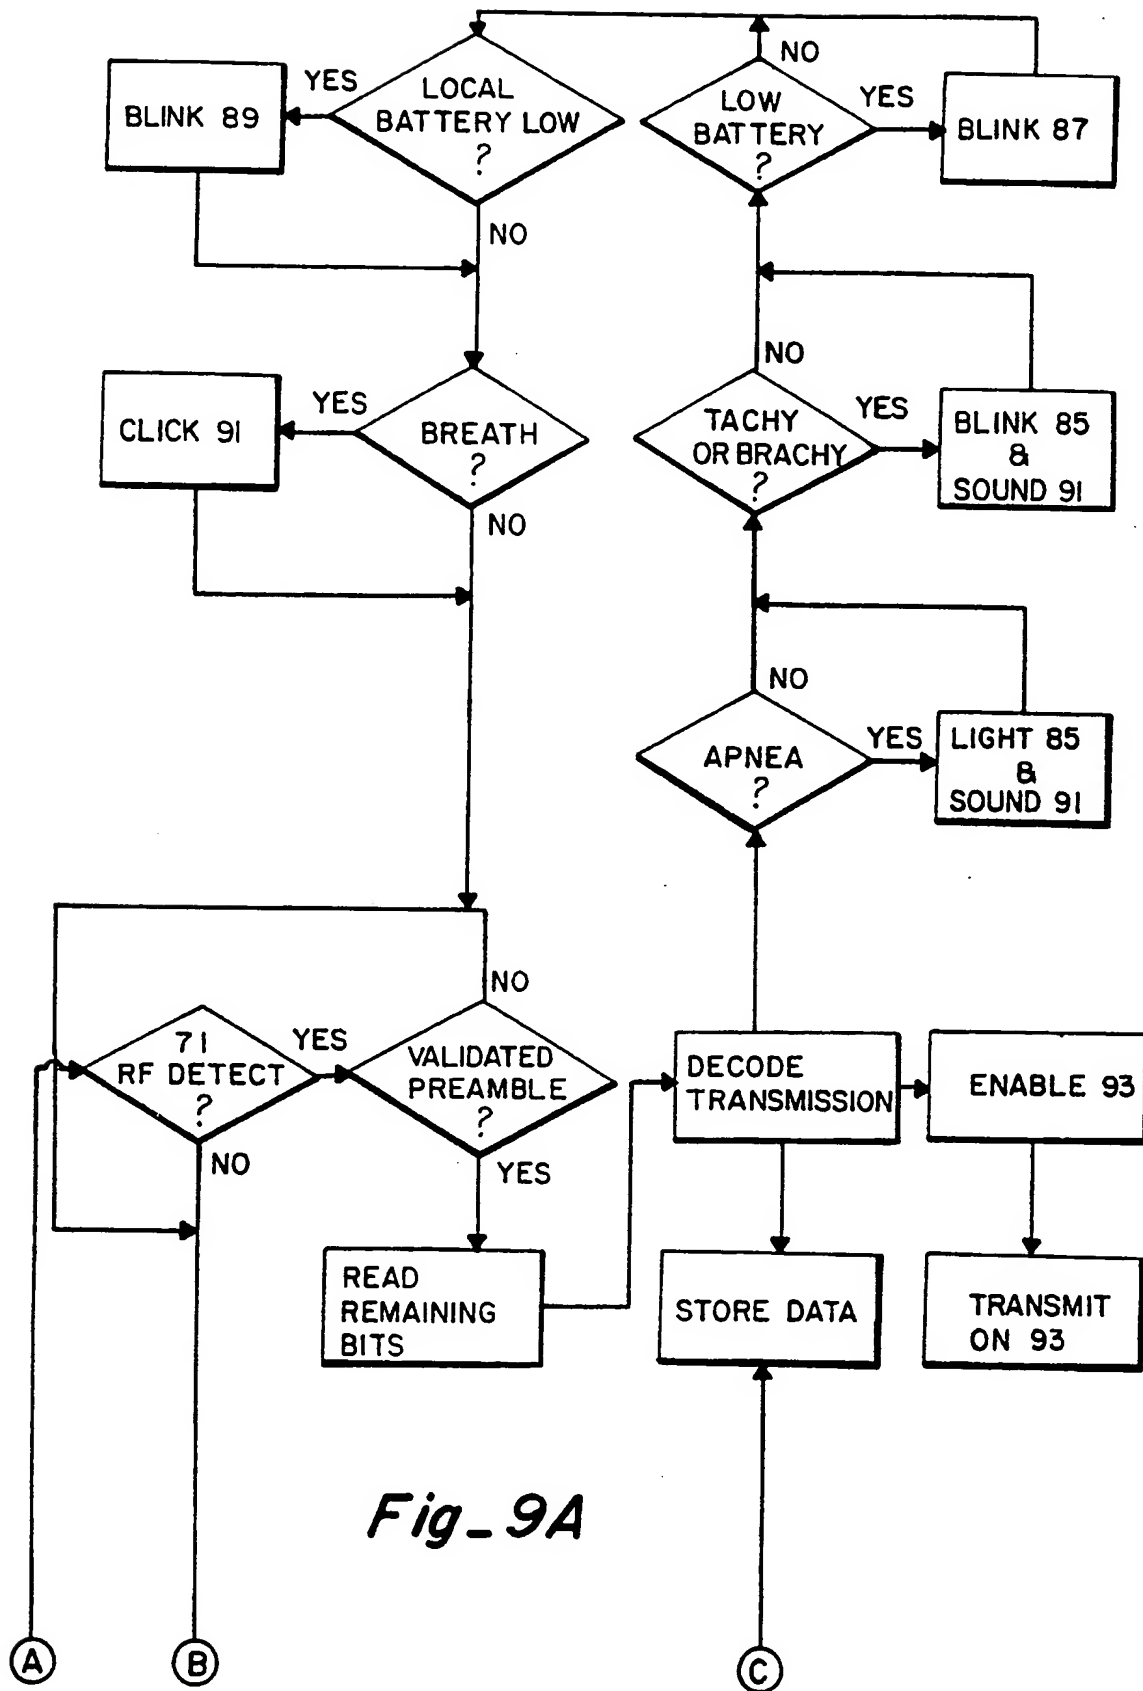 NO
YES
LOCAL
BATTERY LOW
?
BLINK 89
NO
LOW
BATTERY
?
YES
BLINK 87
NO
YES
BREATH
?
CLICK 91
NO
NO
TACHY
OR BRACHY
?
YES
BLINK 85
&
SOUND 91
NO
APNEA
?
YES
LIGHT 85
&
SOUND 91
NO
71
RF DETECT
?
YES
NO
VALIDATED
PREAMBLE
?
YES
DECODE
TRANSMISSION
ENABLE 93
READ
REMAINING
BITS
STORE DATA
TRANSMIT
ON 93
Fig_9A
A
B
C